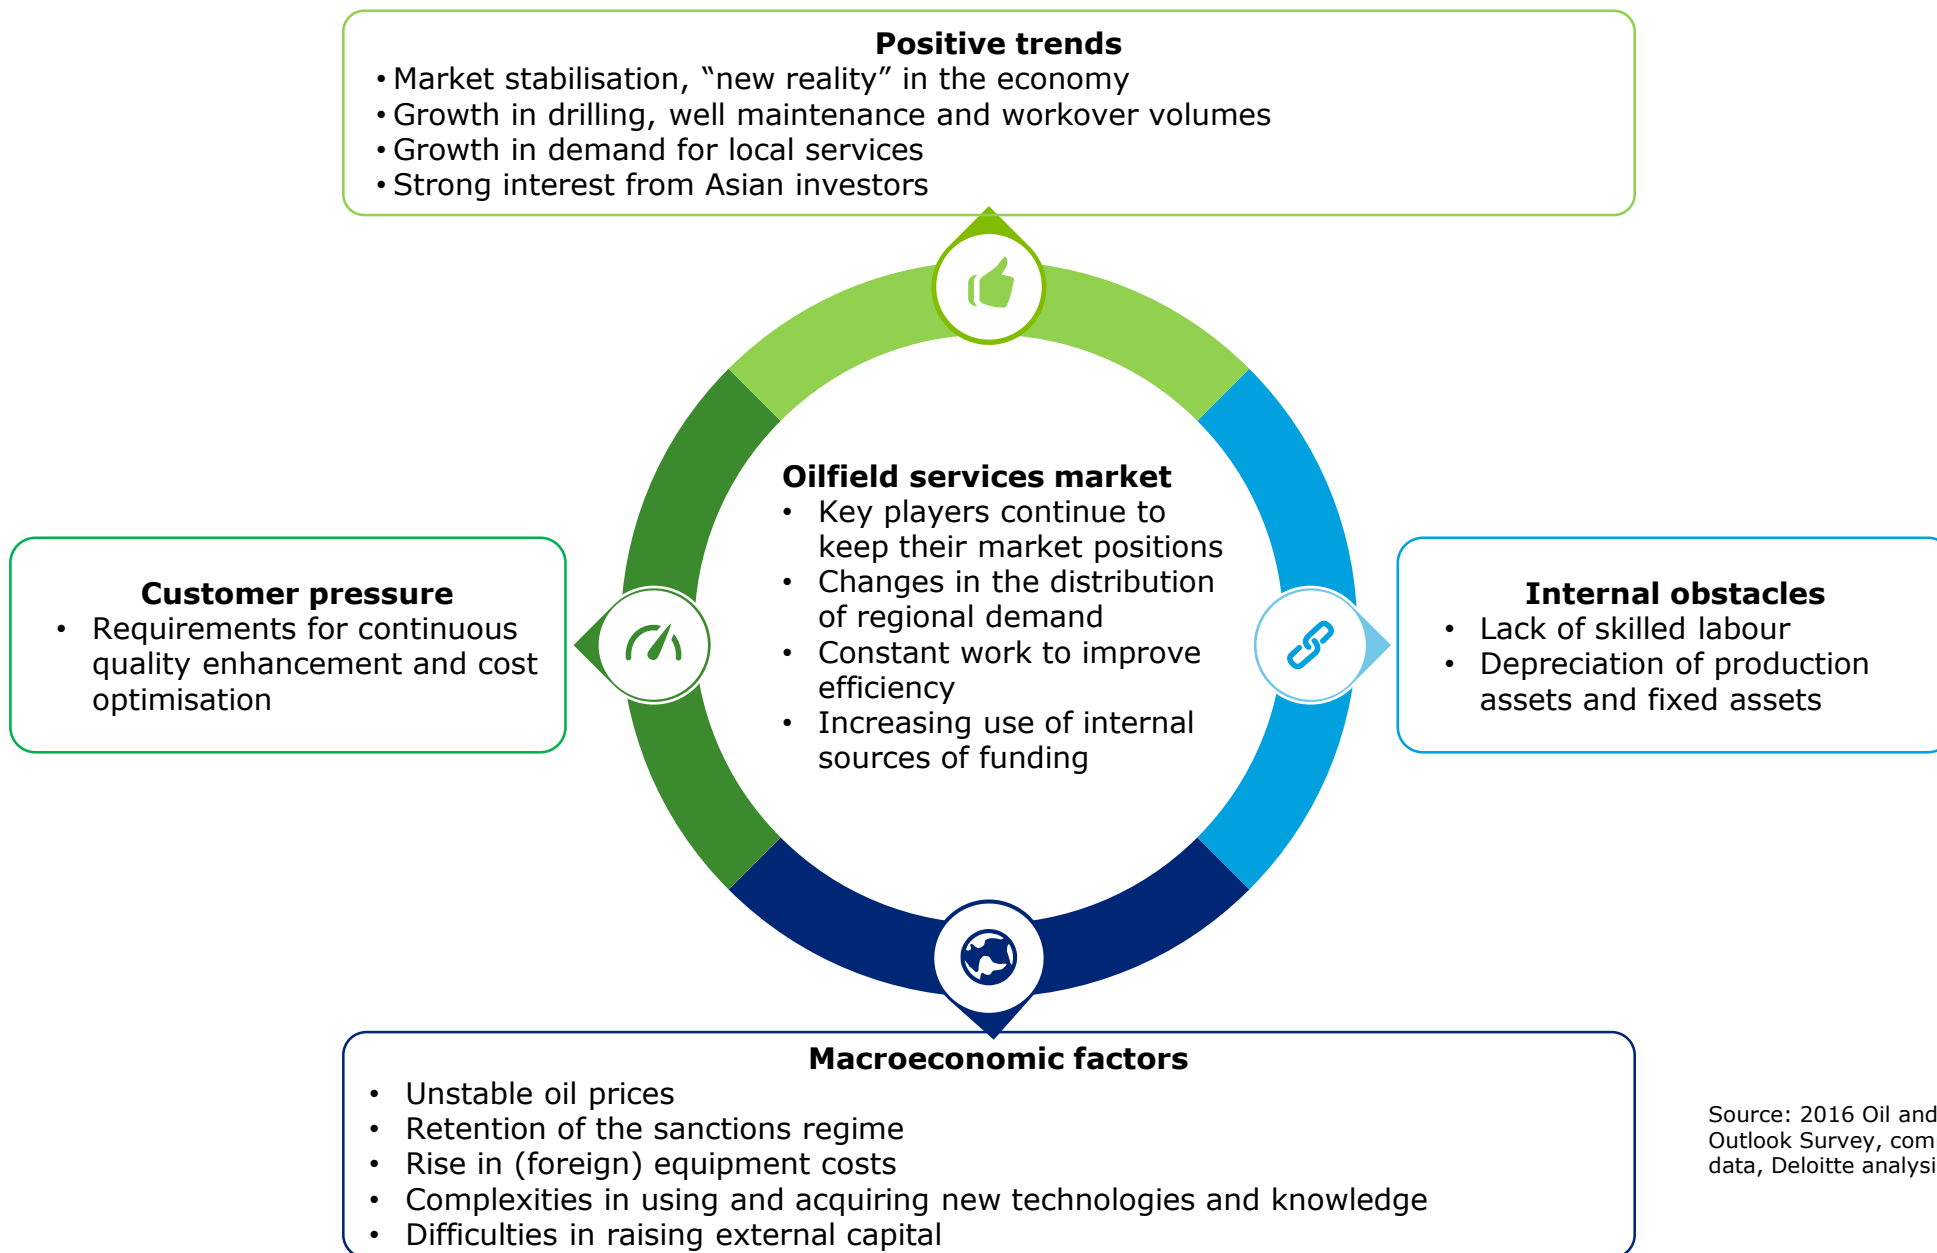 Positive trends
• Market stabilisation, “new reality” in the economy
• Growth in drilling, well maintenance and workover volumes
• Growth in demand for local services
• Strong interest from Asian investors
Oilfield services market
• Key players continue to
keep their market positions
• Changes in the distribution
of regional demand
• Constant work to improve
efficiency
• Increasing use of internal
sources of funding
Customer pressure
• Requirements for continuous
quality enhancement and cost
optimisation
Internal obstacles
• Lack of skilled labour
• Depreciation of production
assets and fixed assets
Macroeconomic factors
• Unstable oil prices
• Retention of the sanctions regime
• Rise in (foreign) equipment costs
• Complexities in using and acquiring new technologies and knowledge
• Difficulties in raising external capital
Source: 2016 Oil and
Outlook Survey,
data, Deloitte